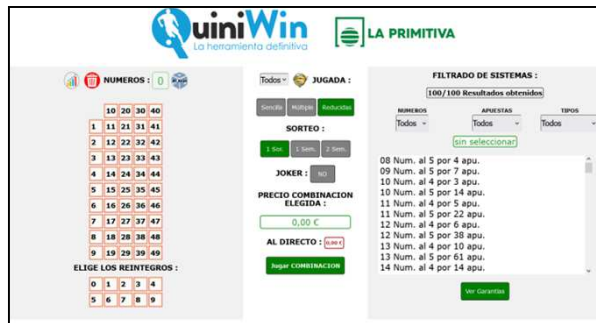 QuiniWin
La herramienta definitiva
LA PRIMITIVA
NUMEROS : 0
10 20 30 40
1 11 21 31 41
2 12 22 32 42
3 13 23 33 43
4 14 24 34 44
5 15 25 35 45
6 16 26 36 46
7 17 27 37 47
8 18 28 38 48
9 19 29 39 49
ELIGE LOS REINTEGROS :
0 1 2 3 4
5 6 7 8 9
Todos JUGADA :
Sencilla Múltiple Reducidas
SORTEO :
1 Sor. 1 Sem. 2 Sem.
JOKER : NO
PRECIO COMBINACION
ELEGIDA :
0,00 €
AL DIRECTO : 0,00 €
Jugar COMBINACION
FILTRADO DE SISTEMAS :
100/100 Resultados obtenidos
NUMEROS APUESTAS TIPOS
Todos Todos Todos
sin seleccionar
08 Num. al 5 por 4 apu.
09 Num. al 5 por 7 apu.
10 Num. al 4 por 3 apu.
10 Num. al 5 por 14 apu.
11 Num. al 4 por 5 apu.
11 Num. al 5 por 22 apu.
12 Num. al 4 por 6 apu.
12 Num. al 5 por 38 apu.
13 Num. al 4 por 10 apu.
13 Num. al 5 por 61 apu.
14 Num. al 4 por 14 apu.
Ver Garantias